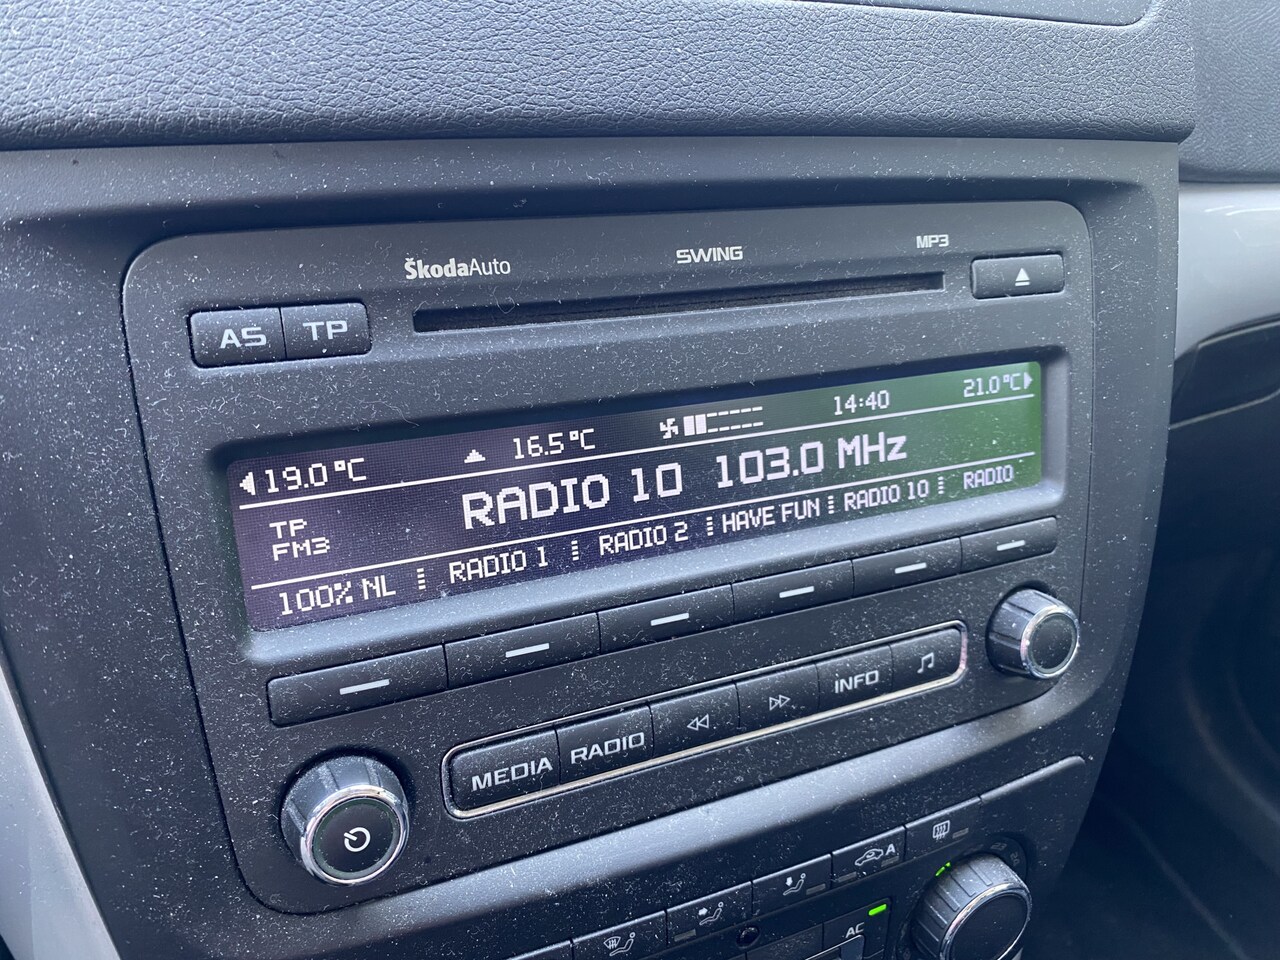 ŠkodaAuto SWING MP3
AS TP
19.0°C 16.5°C 14:40 21.0°C
TP
FM3
RADIO 10 103.0 MHz
100% NL RADIO 1 RADIO 2 HAVE FUN RADIO 10 RADIO
MEDIA RADIO INFO
A
AC